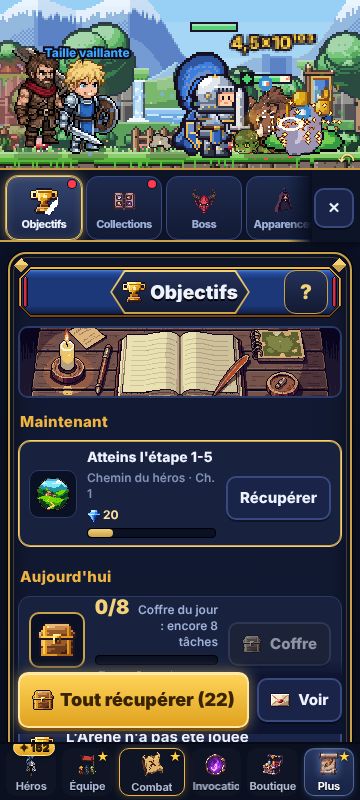 Taille vaillante
4,5×10
Objectifs
Collections
Boss
Apparence
×
Objectifs
?
Maintenant
Atteins l'étape 1-5
Chemin du héros · Ch.
1
20
Récupérer
Aujourd'hui
0/8
Coffre du jour
: encore 8
tâches
Coffre
Tout récupérer (22)
Voir
L'Arène n'a pas été jouée
Héros
Équipe
Combat
Invocatic
Boutique
Plus